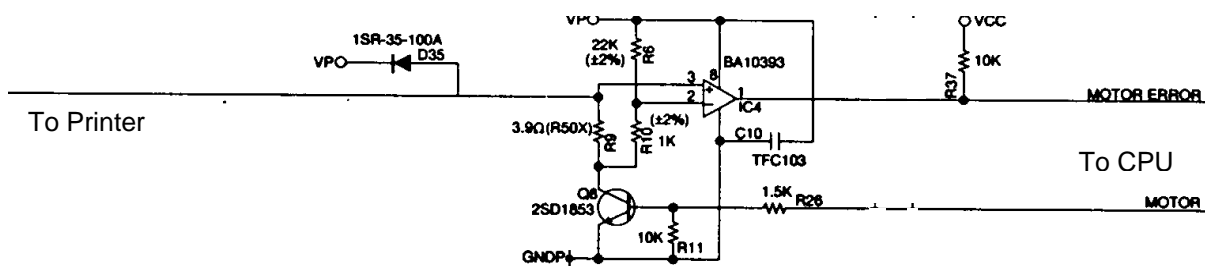 VP
VCC
1SR-35-100A
D35
VP
22K
(±2%)
R6
BA10393
8
10K
R37
3
1
2
IC4
MOTOR ERROR
To Printer
3.9Ω(R50X)
R9
R10
(±2%)
1K
C10
TFC103
To CPU
Q8
2SD1853
1.5K
R26
MOTOR
10K
R11
GNDP